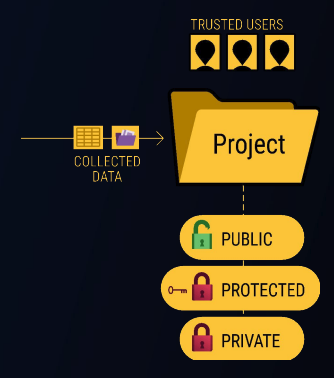 TRUSTED USERS
Project
COLLECTED
DATA
PUBLIC
PROTECTED
PRIVATE